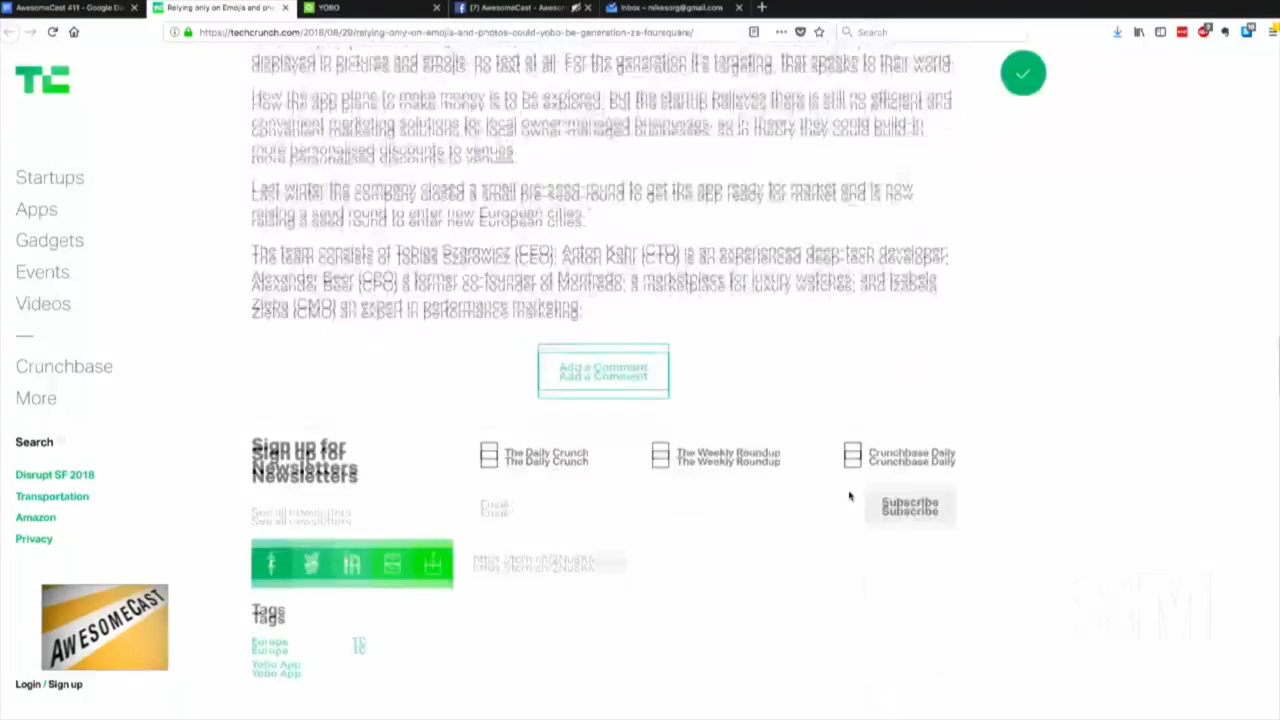 AwesomeCast 411 - Google D
Relying only on Emojis and ph
YOBO
(7) AwesomeCast - Aweso
Inbox – mikesorg@gmail.com
https://techcrunch.com/2018/08/29/relying-only-on-emojis-and-photos-could-yobo-be-generation-zs-foursquare/
Search
TC
displayed in pictures and emojis, no text at all. For the generation it's targeting, that speaks to their world.
How the app plans to make money is to be explored, but the startup believes there is still no efficient and
convenient marketing solutions for local owner-managed businesses, so in theory they could build-in
more personalised discounts to venues.
Last winter the company closed a small pre-seed-round to get the app ready for market and is now
raising a seed round to enter new European cities.
The team consists of Tobias Szarowicz (CEO); Anton Kahr (CTO) is an experienced deep-tech developer;
Alexander Beer (CPO) a former co-founder of Montredo, a marketplace for luxury watches; and Izabela
Zięba (CMO) an expert in performance marketing.
Startups
Apps
Gadgets
Events
Videos
Crunchbase
More
Search
Disrupt SF 2018
Transportation
Amazon
Privacy
AWESOMECAST
Login / Sign up
Add a Comment
Sign up for
Newsletters
See all newsletters
The Daily Crunch
The Weekly Roundup
Crunchbase Daily
Email
Subscribe
Tags
Europe
TC
Yobo App